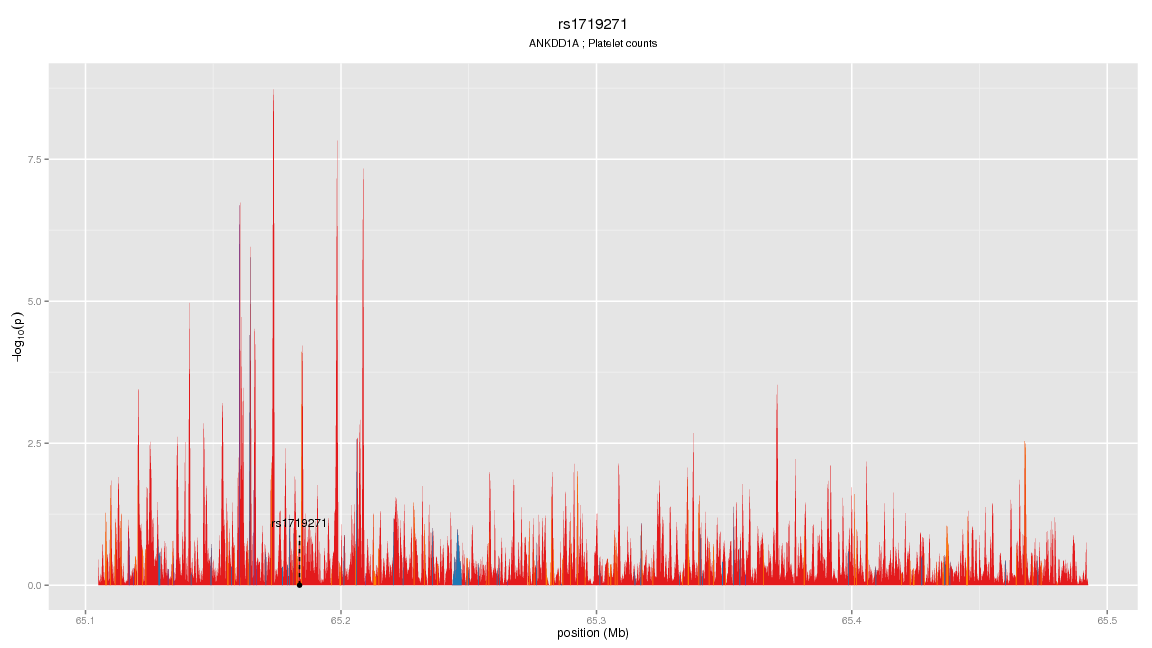 rs1719271
ANKDD1A ; Platelet counts
7.5
5.0
2.5
0.0
−log10(p)
rs1719271
65.1
65.2
65.3
65.4
65.5
position (Mb)